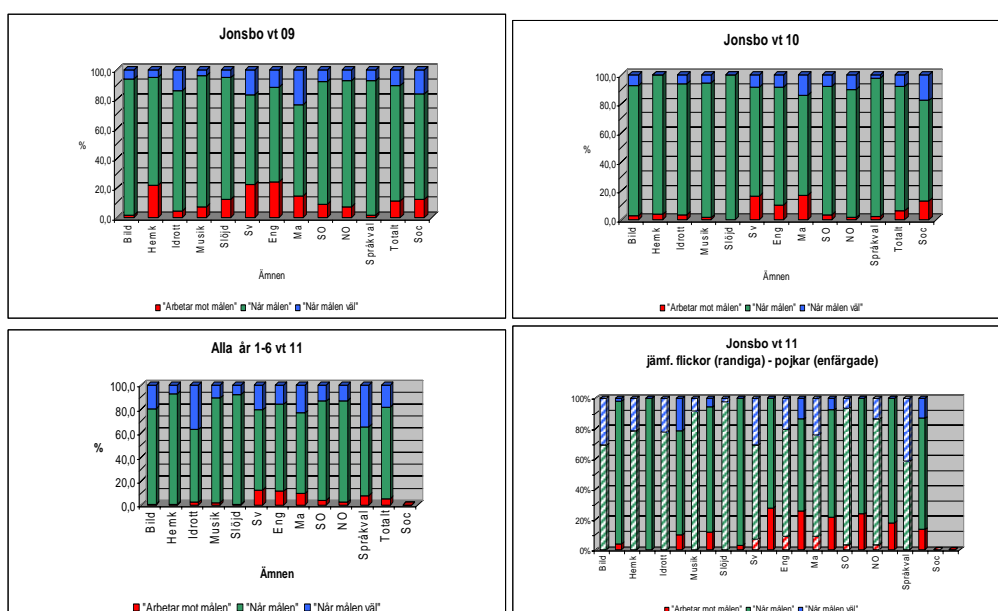 Jonsbo vt 09
100,0
80,0
60,0
40,0
20,0
0,0
%
Bild
Hemk
Idrott
Musik
Slöjd
Sv
Eng
Ma
SO
NO
Språkval
Totalt
Soc
Ämnen
"Arbetar mot målen" "Når målen" "Når målen väl"
Jonsbo vt 10
100,0
80,0
60,0
40,0
20,0
0,0
%
Bild
Hemk
Idrott
Musik
Slöjd
Sv
Eng
Ma
SO
NO
Språkval
Totalt
Soc
Ämnen
"Arbetar mot målen" "Når målen" "Når målen väl"
Alla år 1-6 vt 11
100,0
80,0
60,0
40,0
20,0
0,0
%
Bild
Hemk
Idrott
Musik
Slöjd
Sv
Eng
Ma
SO
NO
Språkval
Totalt
Soc
Ämnen
"Arbetar mot målen" "Når målen" "Når målen väl"
Jonsbo vt 11
jämf. flickor (randiga) - pojkar (enfärgade)
100%
80%
60%
40%
20%
0%
Bild
Hemk
Idrott
Musik
Slöjd
Sv
Eng
Ma
SO
NO
Språkval
Soc
"Arbetar mot målen" "Når målen" "Når målen väl"